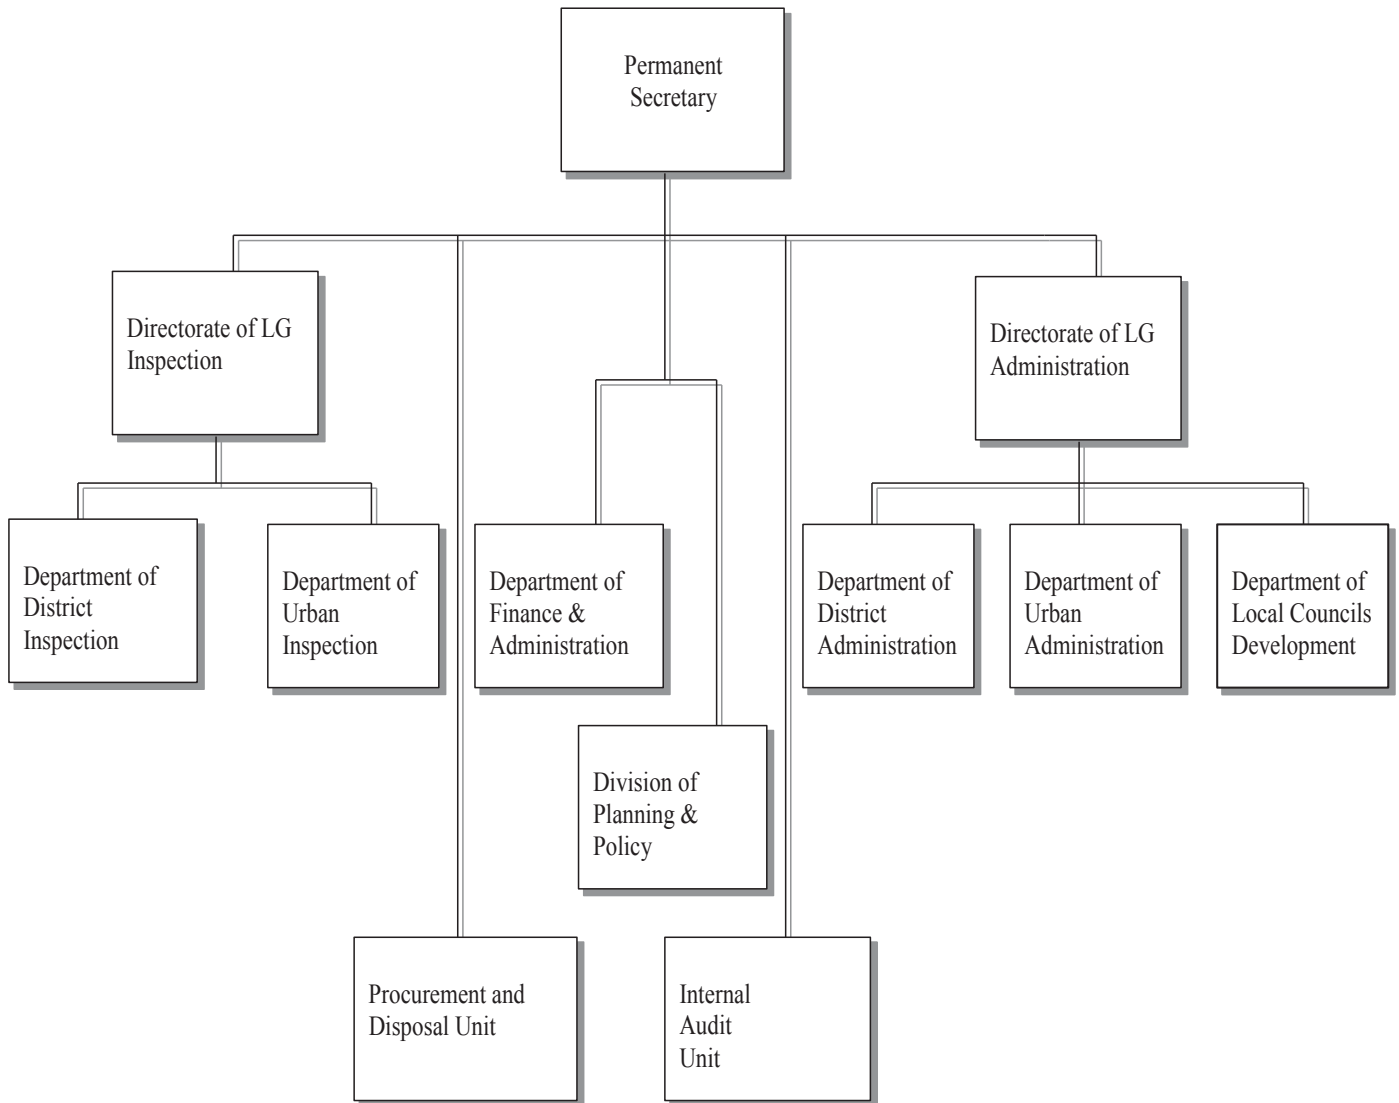 Permanent
Secretary
Directorate of LG
Inspection
Directorate of LG
Administration
Department of
District
Inspection
Department of
Urban
Inspection
Department of
Finance &
Administration
Department of
District
Administration
Department of
Urban
Administration
Department of
Local Councils
Development
Division of
Planning &
Policy
Procurement and
Disposal Unit
Internal
Audit
Unit